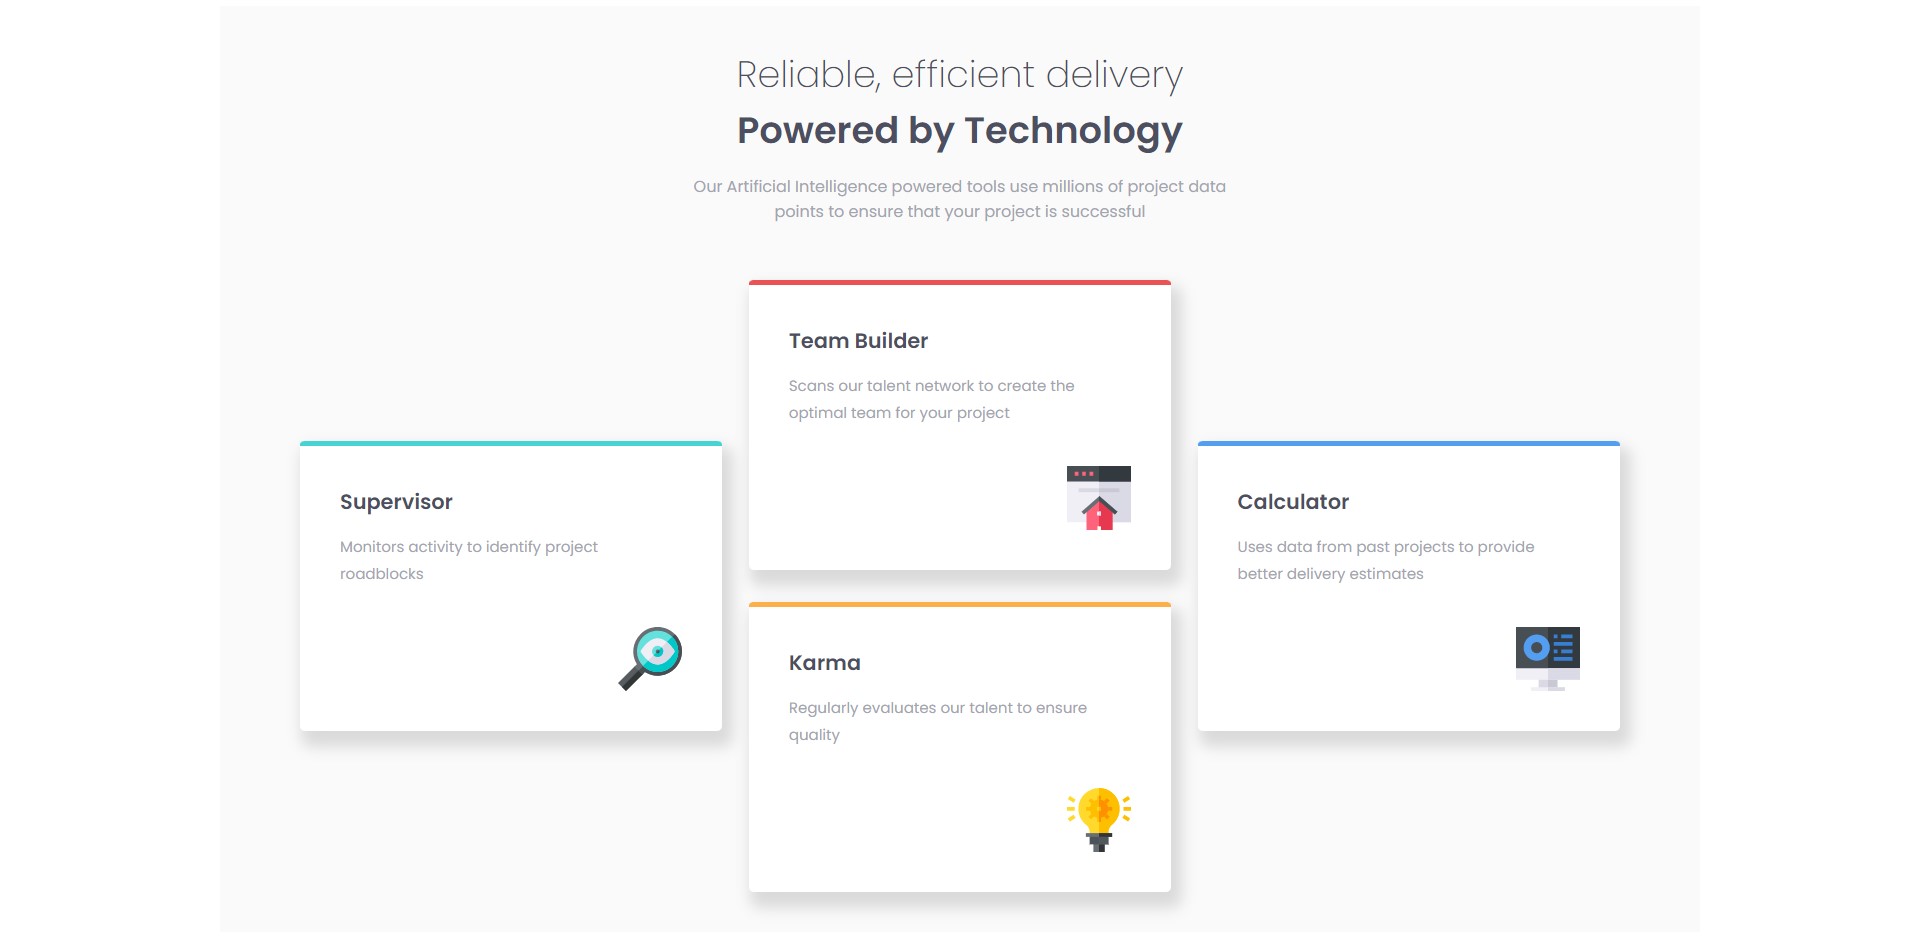 Reliable, efficient delivery
Powered by Technology
Our Artificial Intelligence powered tools use millions of project data
points to ensure that your project is successful
Team Builder
Scans our talent network to create the
optimal team for your project
Supervisor
Monitors activity to identify project
roadblocks
Calculator
Uses data from past projects to provide
better delivery estimates
Karma
Regularly evaluates our talent to ensure
quality